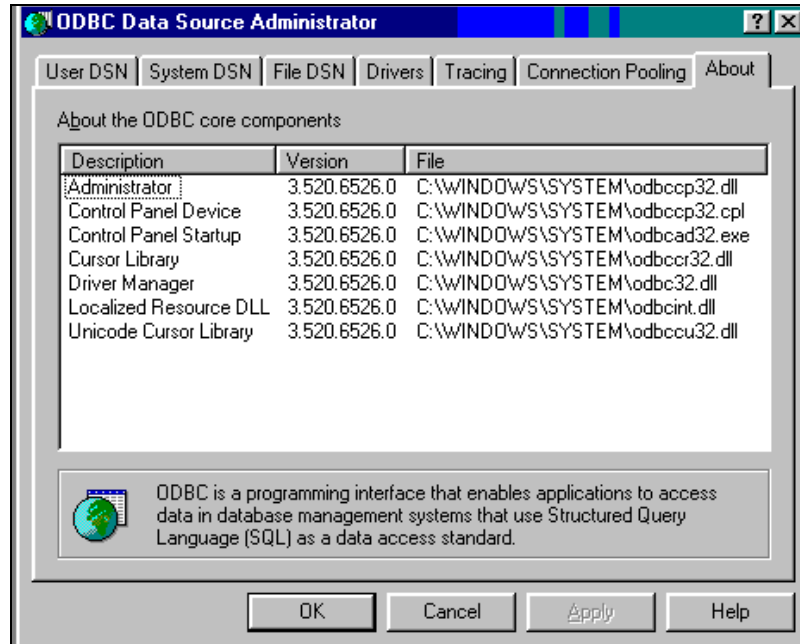 ODBC Data Source Administrator
User DSN System DSN File DSN Drivers Tracing Connection Pooling About
About the ODBC core components
Description Version File
Administrator 3.520.6526.0 C:\WINDOWS\SYSTEM\odbccp32.dll
Control Panel Device 3.520.6526.0 C:\WINDOWS\SYSTEM\odbccp32.cpl
Control Panel Startup 3.520.6526.0 C:\WINDOWS\SYSTEM\odbcad32.exe
Cursor Library 3.520.6526.0 C:\WINDOWS\SYSTEM\odbccr32.dll
Driver Manager 3.520.6526.0 C:\WINDOWS\SYSTEM\odbc32.dll
Localized Resource DLL 3.520.6526.0 C:\WINDOWS\SYSTEM\odbcint.dll
Unicode Cursor Library 3.520.6526.0 C:\WINDOWS\SYSTEM\odbccu32.dll
ODBC is a programming interface that enables applications to access
data in database management systems that use Structured Query
Language (SQL) as a data access standard.
OK Cancel Apply Help